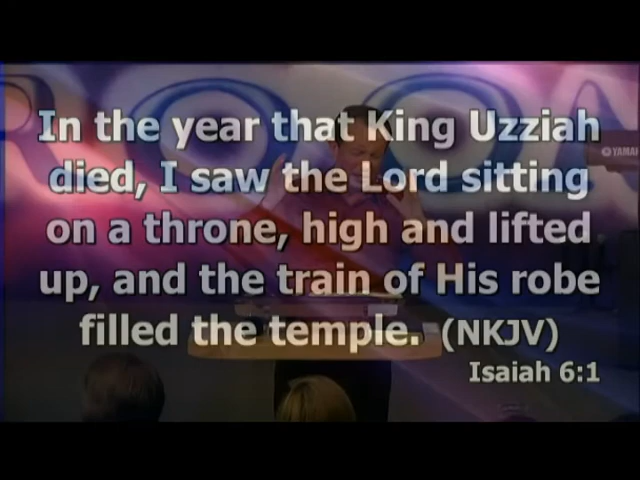 In the year that King Uzziah
died, I saw the Lord sitting
on a throne, high and lifted
up, and the train of His robe
filled the temple. (NKJV)
Isaiah 6:1
YAMAH